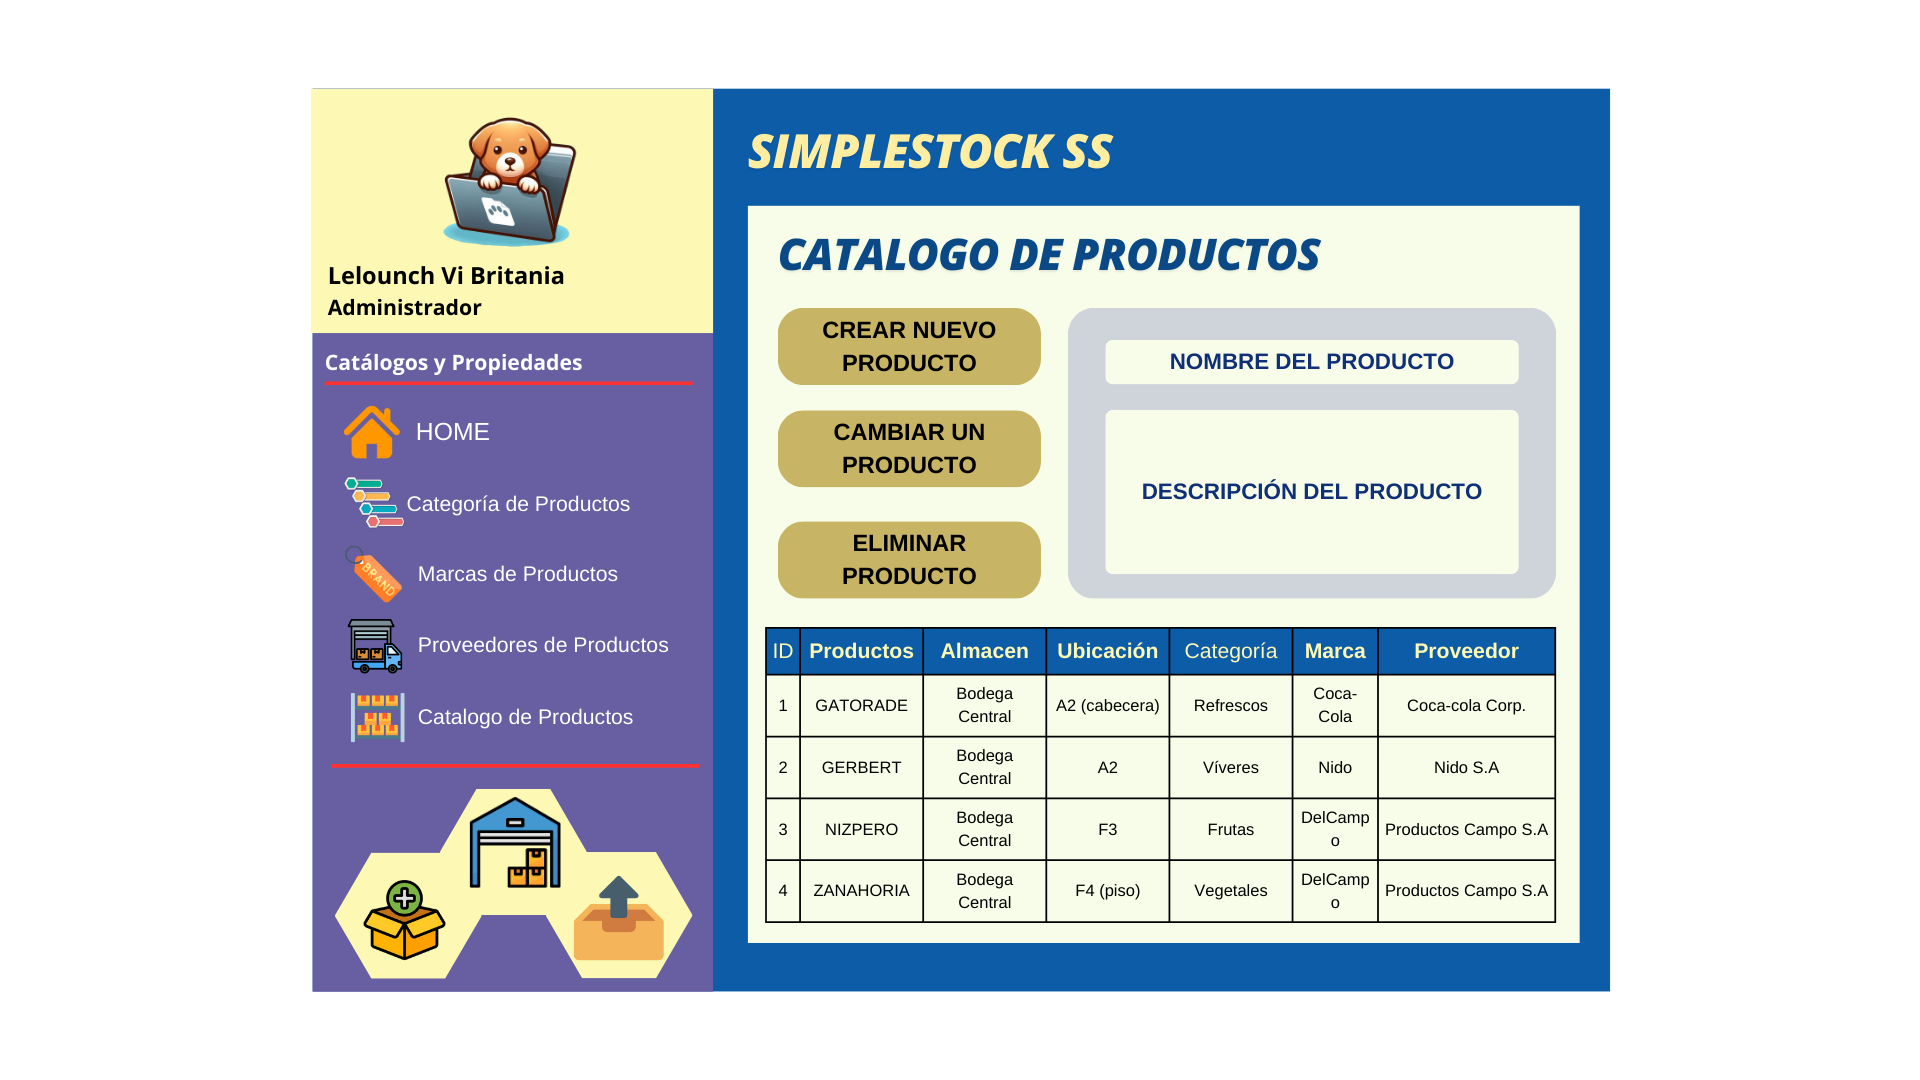 SIMPLESTOCK SS
Lelounch Vi Britania
Administrador
Catálogos y Propiedades
HOME
Categoría de Productos
BRAND
Marcas de Productos
Proveedores de Productos
Catalogo de Productos
CATALOGO DE PRODUCTOS
CREAR NUEVO
PRODUCTO
CAMBIAR UN
PRODUCTO
ELIMINAR
PRODUCTO
NOMBRE DEL PRODUCTO
DESCRIPCIÓN DEL PRODUCTO
ID Productos Almacen Ubicación Categoría Marca Proveedor
1 GATORADE Bodega Central A2 (cabecera) Refrescos Coca-Cola Coca-cola Corp.
2 GERBERT Bodega Central A2 Víveres Nido Nido S.A
3 NIZPERO Bodega Central F3 Frutas DelCampo Productos Campo S.A
4 ZANAHORIA Bodega Central F4 (piso) Vegetales DelCampo Productos Campo S.A